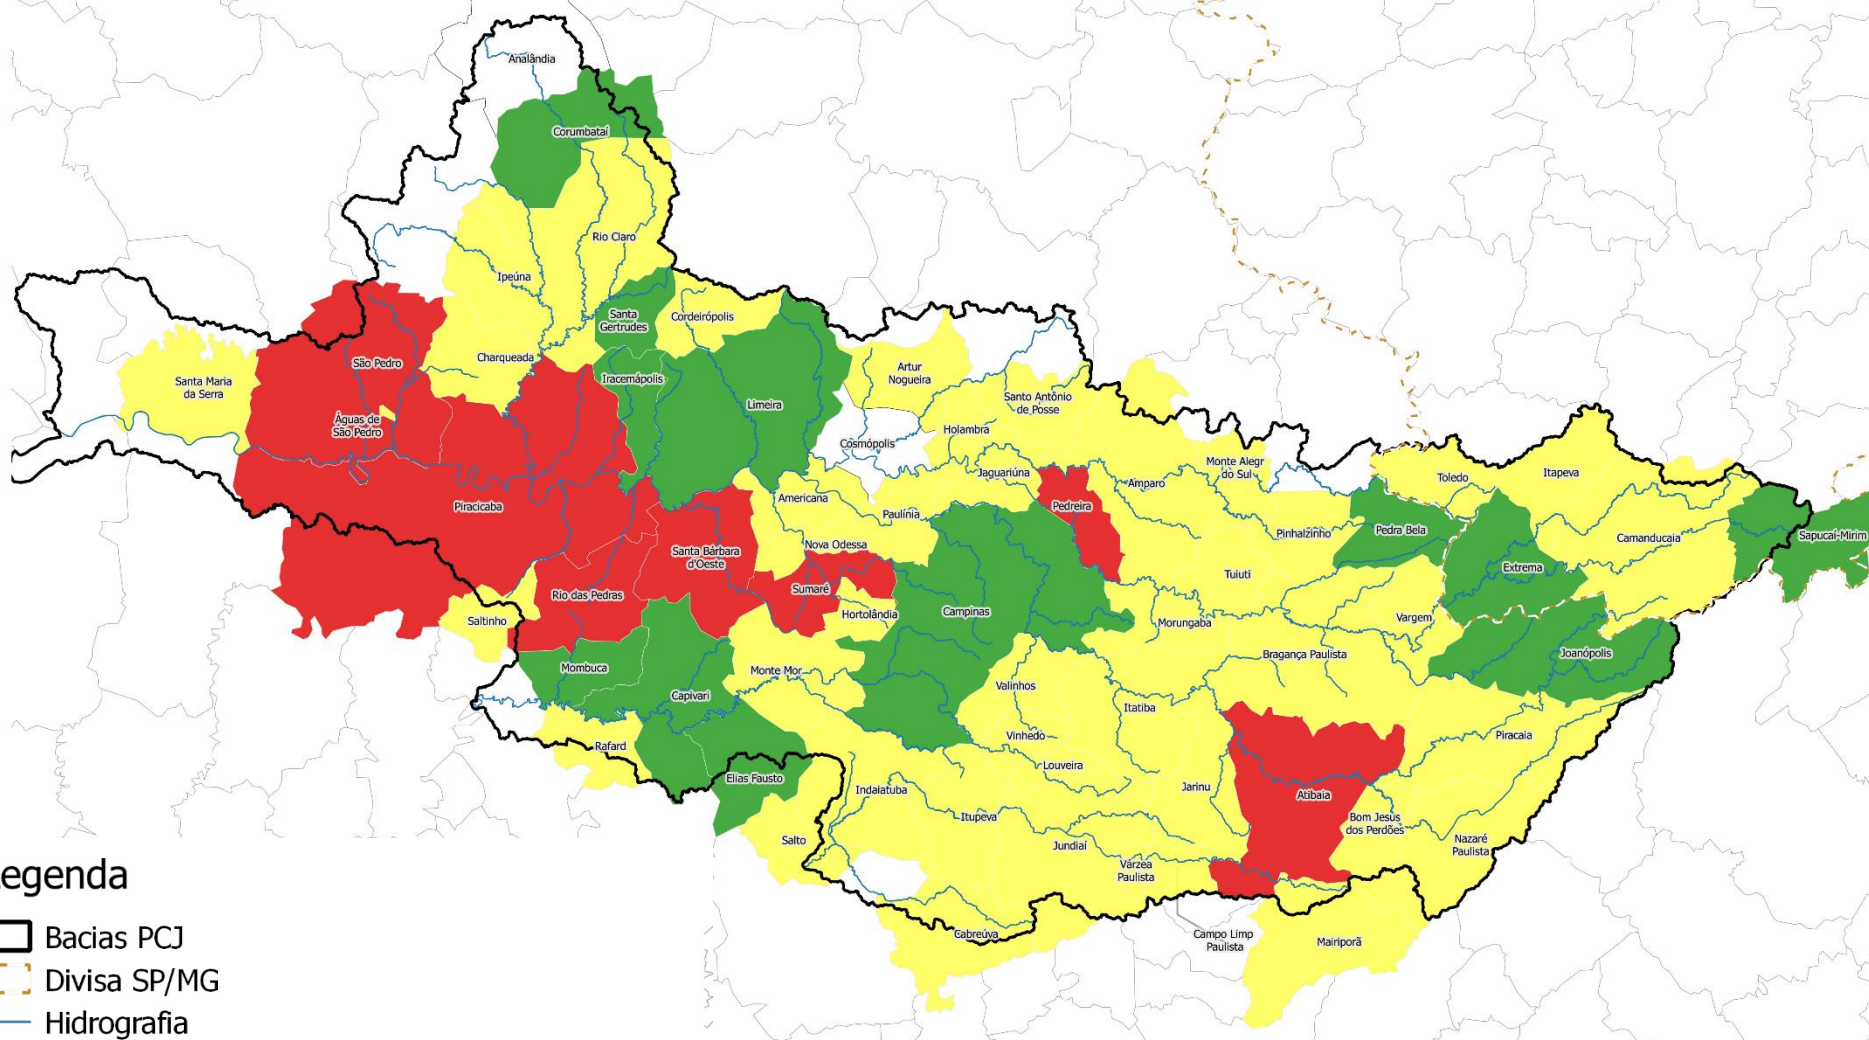 Analândia
Corumbataí
Rio Claro
Ipeúna
Santa
Gertrudes
Cordeirópolis
Charqueada
São Pedro
Santa Maria
da Serra
Iracemápolis
Artur
Nogueira
Limeira
Santo Antônio
de Posse
Águas de
São Pedro
Holambra
Cosmópolis
Jaguariúna
Monte Alegr
do Sul
Toledo
Itapeva
Amparo
Americana
Piracicaba
Pedreira
Paulínia
Pinhalzinho
Pedra Bela
Sapucaí-Mirim
Camanducaia
Nova Odessa
Santa Bárbara
d'Oeste
Extrema
Tuiuti
Sumaré
Rio das Pedras
Hortolândia
Campinas
Saltinho
Morungaba
Vargem
Bragança Paulista
Joanópolis
Mombuca
Monte Mor
Valinhos
Capivari
Itatiba
Vinhedo
Piracaia
Rafard
Louveira
Elias Fausto
Indaiatuba
Jarinu
Atibaia
Itupeva
Bom Jesus
dos Perdões
Salto
Jundiaí
Nazaré
Paulista
Várzea
Paulista
Cabreúva
Campo Limp
Paulista
Mairiporã
egenda
Bacias PCJ
Divisa SP/MG
Hidrografia